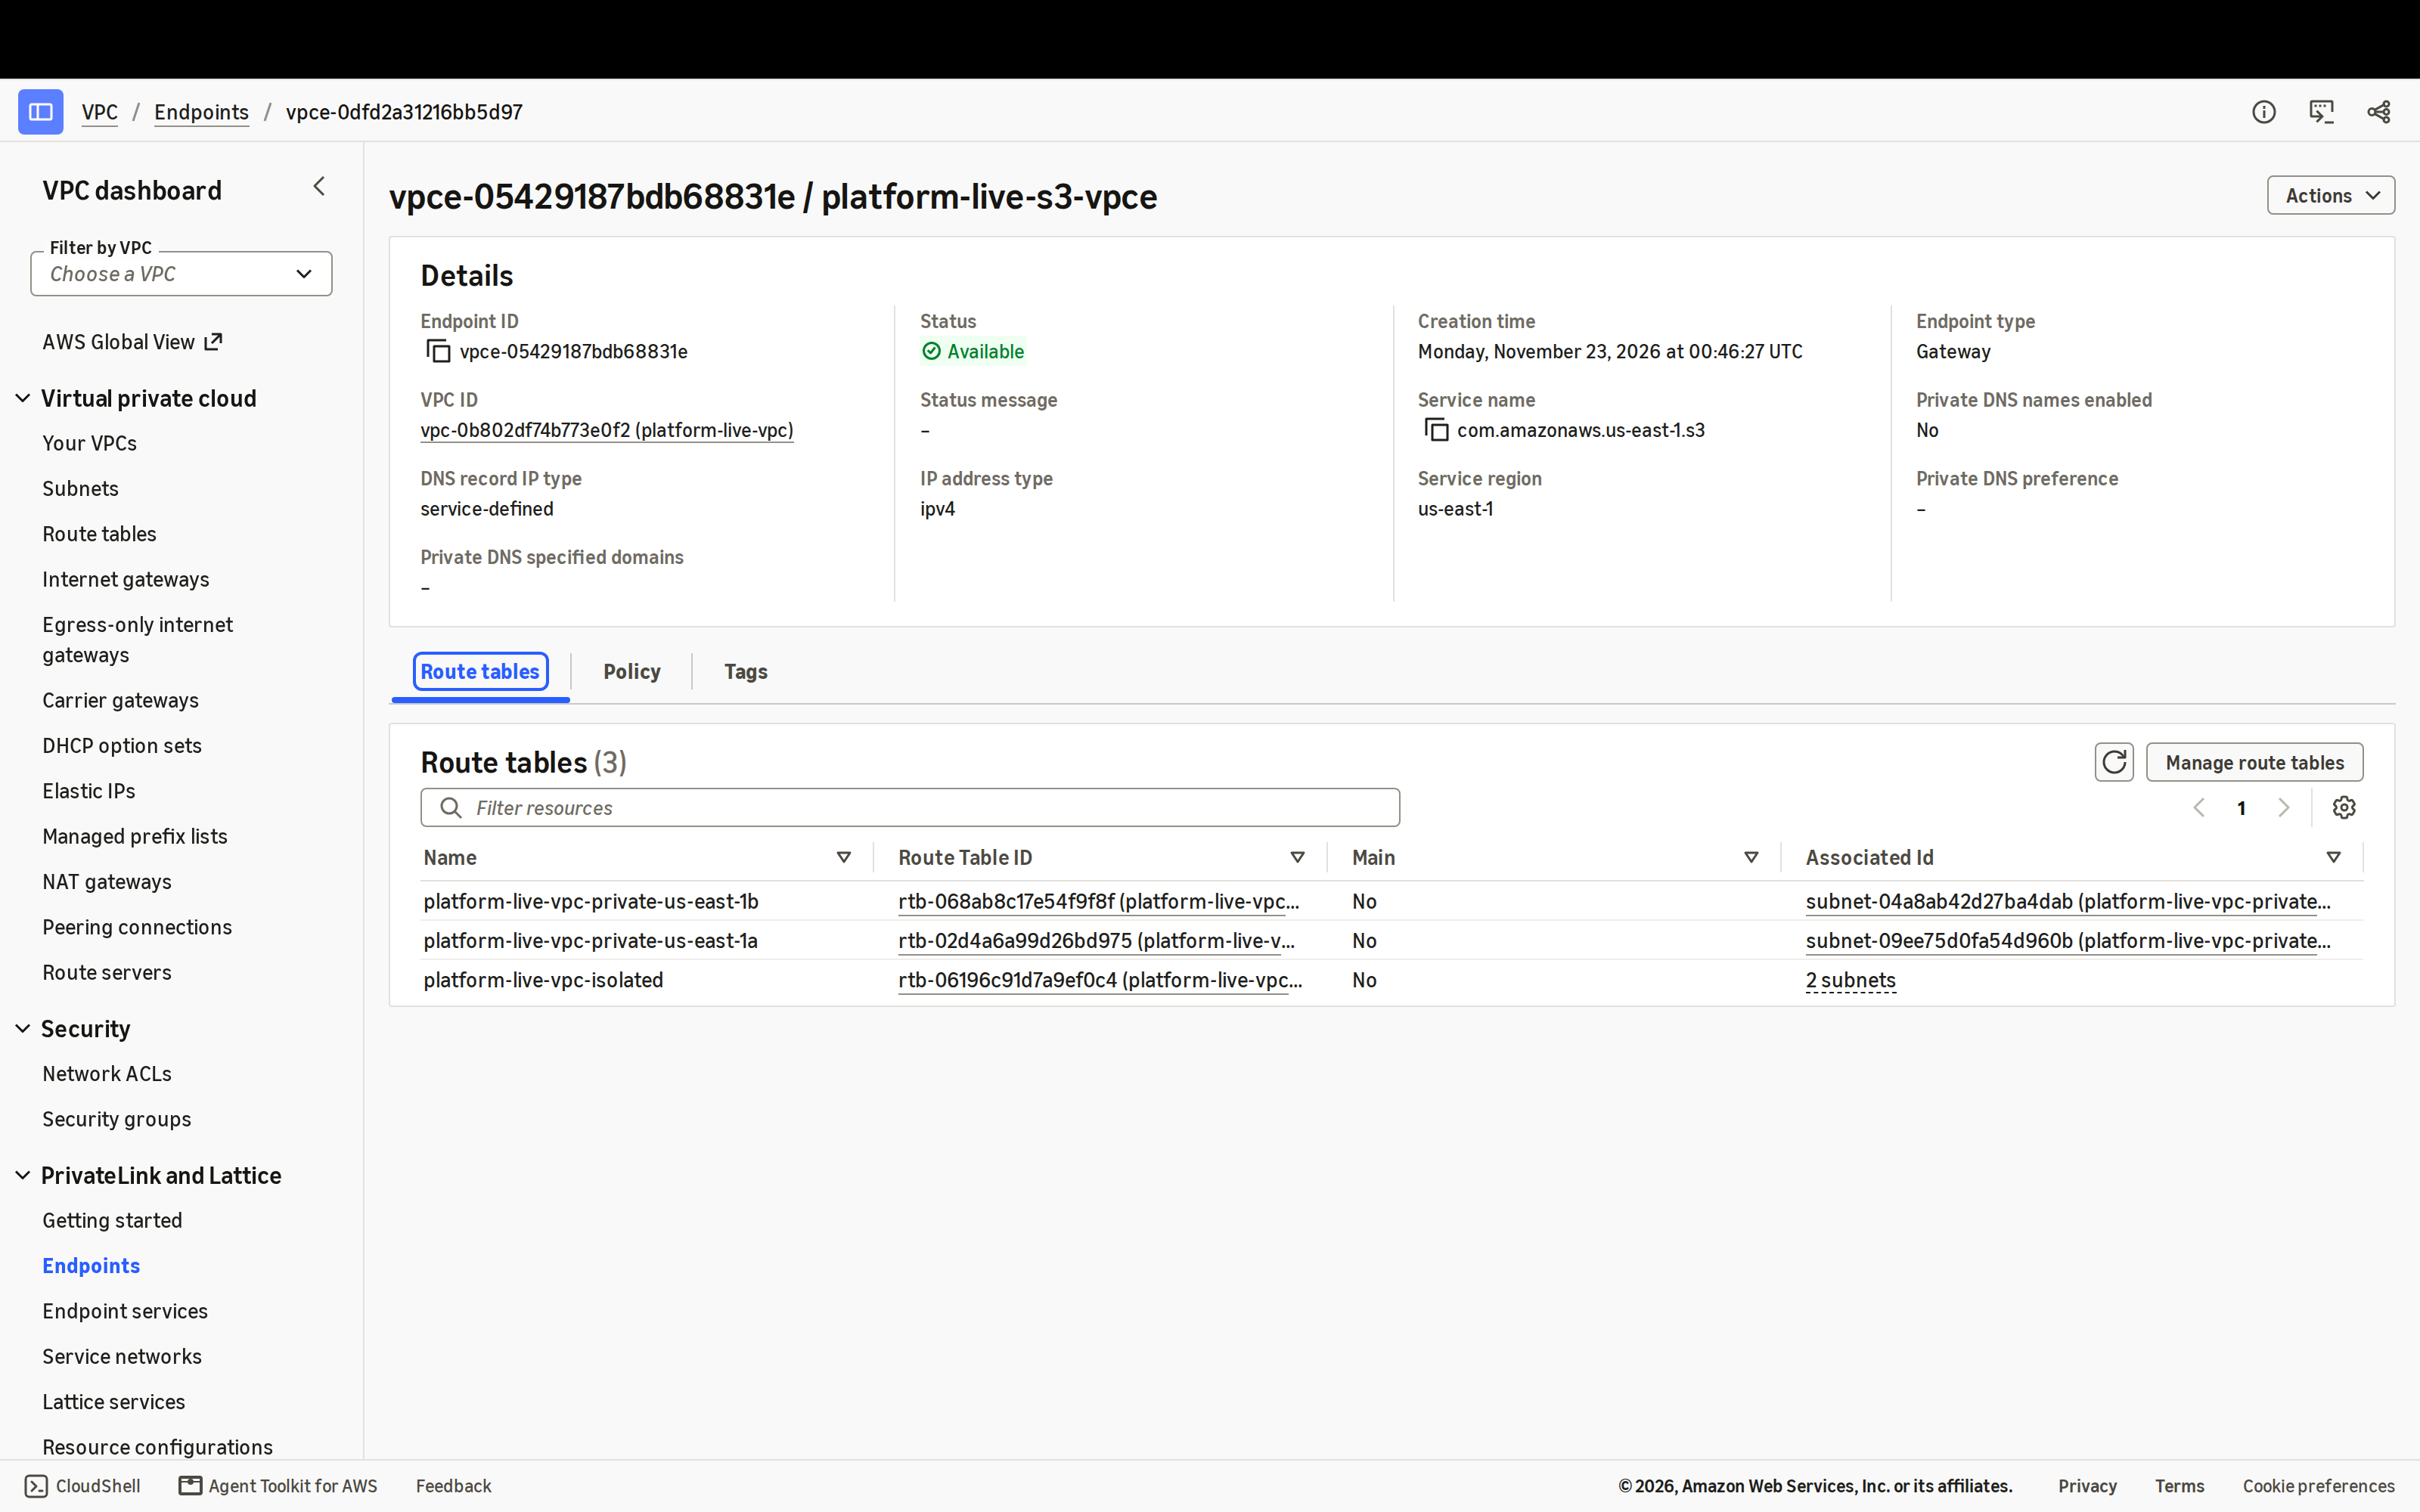 VPC / Endpoints / vpce-0dfd2a31216bb5d97
VPC dashboard
Filter by VPC
Choose a VPC
AWS Global View
Virtual private cloud
Your VPCs
Subnets
Route tables
Internet gateways
Egress-only internet
gateways
Carrier gateways
DHCP option sets
Elastic IPs
Managed prefix lists
NAT gateways
Peering connections
Route servers
Security
Network ACLs
Security groups
PrivateLink and Lattice
Getting started
Endpoints
Endpoint services
Service networks
Lattice services
Resource configurations
vpce-05429187bdb68831e / platform-live-s3-vpce
Actions
Details
Endpoint ID
vpce-05429187bdb68831e
VPC ID
vpc-0b802df74b773e0f2 (platform-live-vpc)
DNS record IP type
service-defined
Private DNS specified domains
–
Status
Available
Status message
–
IP address type
ipv4
Creation time
Monday, November 23, 2026 at 00:46:27 UTC
Service name
com.amazonaws.us-east-1.s3
Service region
us-east-1
Endpoint type
Gateway
Private DNS names enabled
No
Private DNS preference
–
Route tables
Policy
Tags
Route tables (3)
Manage route tables
Filter resources
1
Name Route Table ID Main Associated Id
platform-live-vpc-private-us-east-1b rtb-068ab8c17e54f9f8f (platform-live-vpc... No subnet-04a8ab42d27ba4dab (platform-live-vpc-private...
platform-live-vpc-private-us-east-1a rtb-02d4a6a99d26bd975 (platform-live-v... No subnet-09ee75d0fa54d960b (platform-live-vpc-private...
platform-live-vpc-isolated rtb-06196c91d7a9ef0c4 (platform-live-vpc... No 2 subnets
CloudShell Agent Toolkit for AWS Feedback © 2026, Amazon Web Services, Inc. or its affiliates. Privacy Terms Cookie preferences